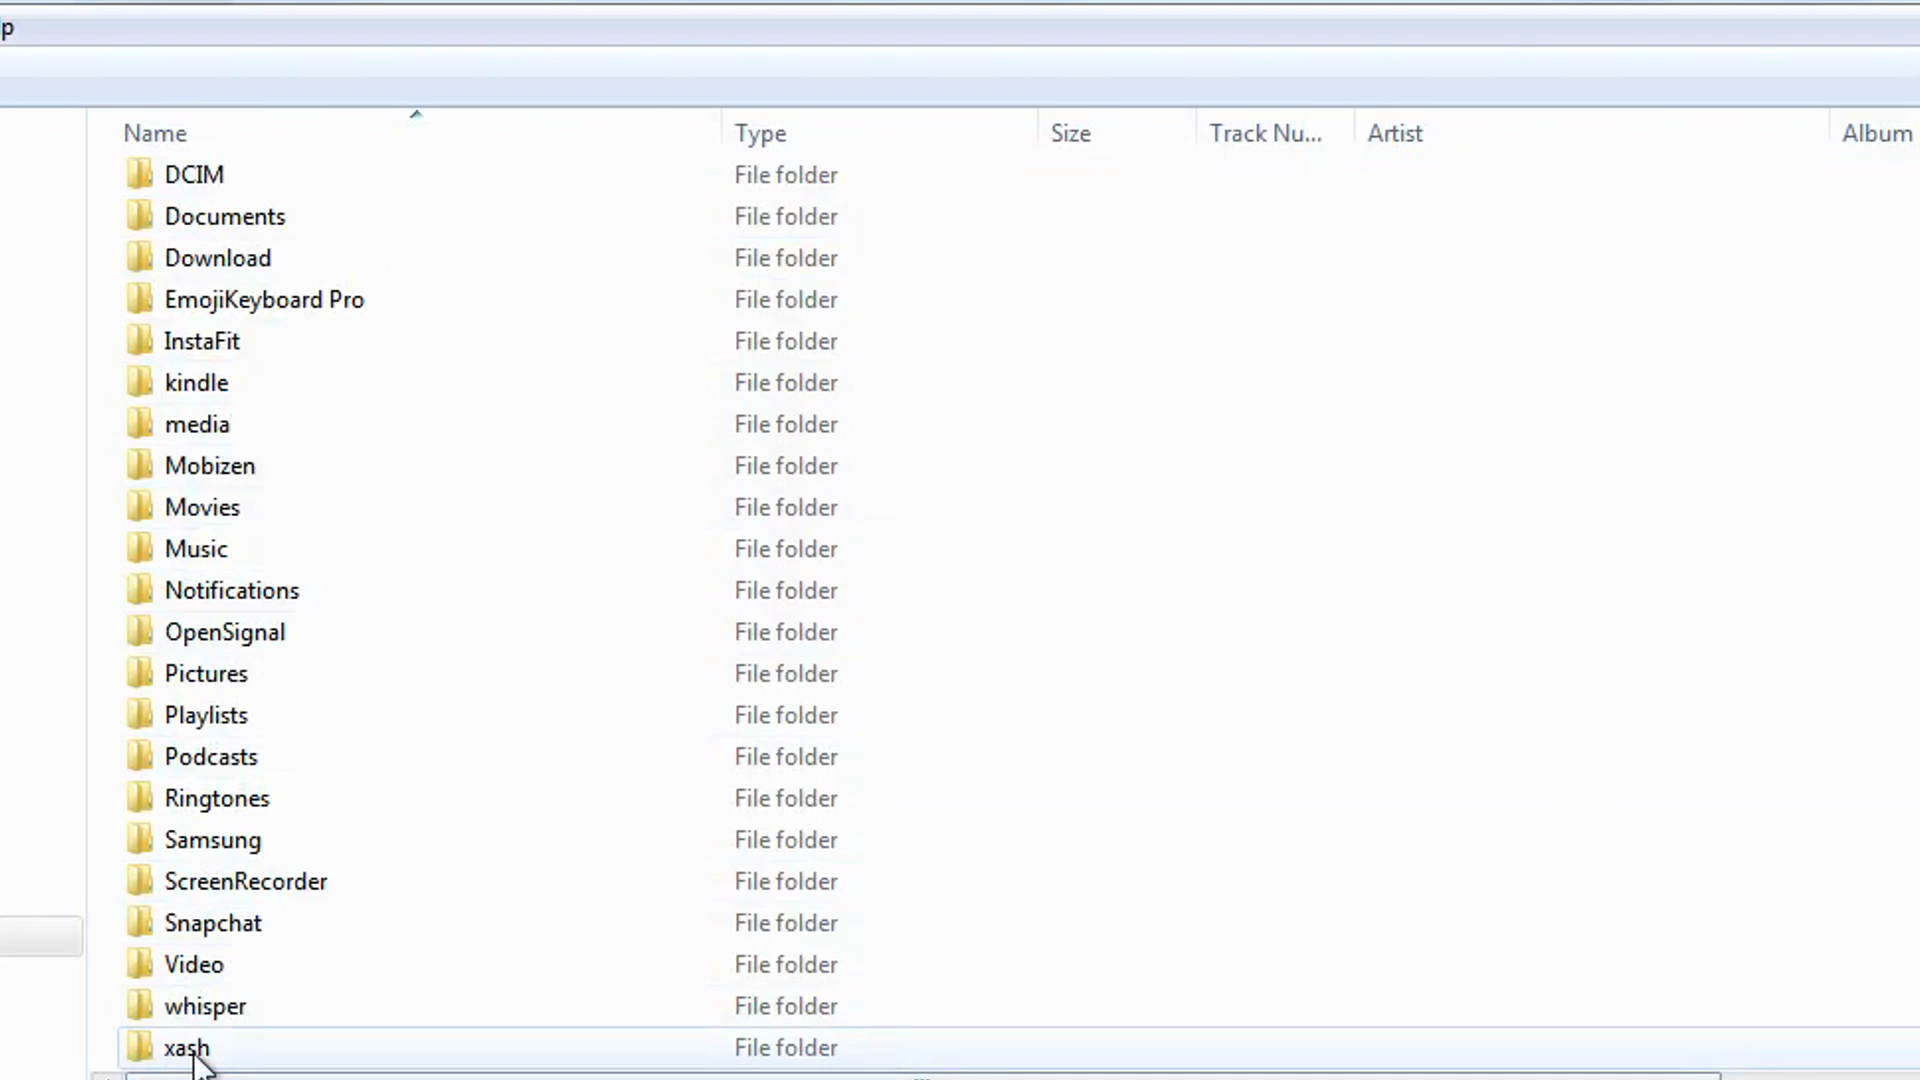 lp
Name Type Size Track Nu... Artist Album
DCIM File folder
Documents File folder
Download File folder
EmojiKeyboard Pro File folder
InstaFit File folder
kindle File folder
media File folder
Mobizen File folder
Movies File folder
Music File folder
Notifications File folder
OpenSignal File folder
Pictures File folder
Playlists File folder
Podcasts File folder
Ringtones File folder
Samsung File folder
ScreenRecorder File folder
Snapchat File folder
Video File folder
whisper File folder
xash File folder